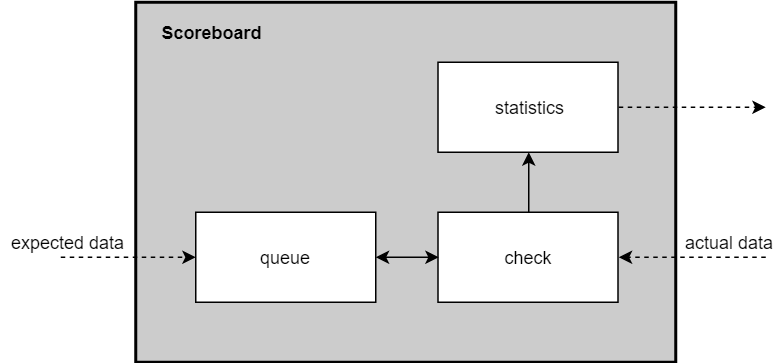 Scoreboard
statistics
expected data
queue
check
actual data